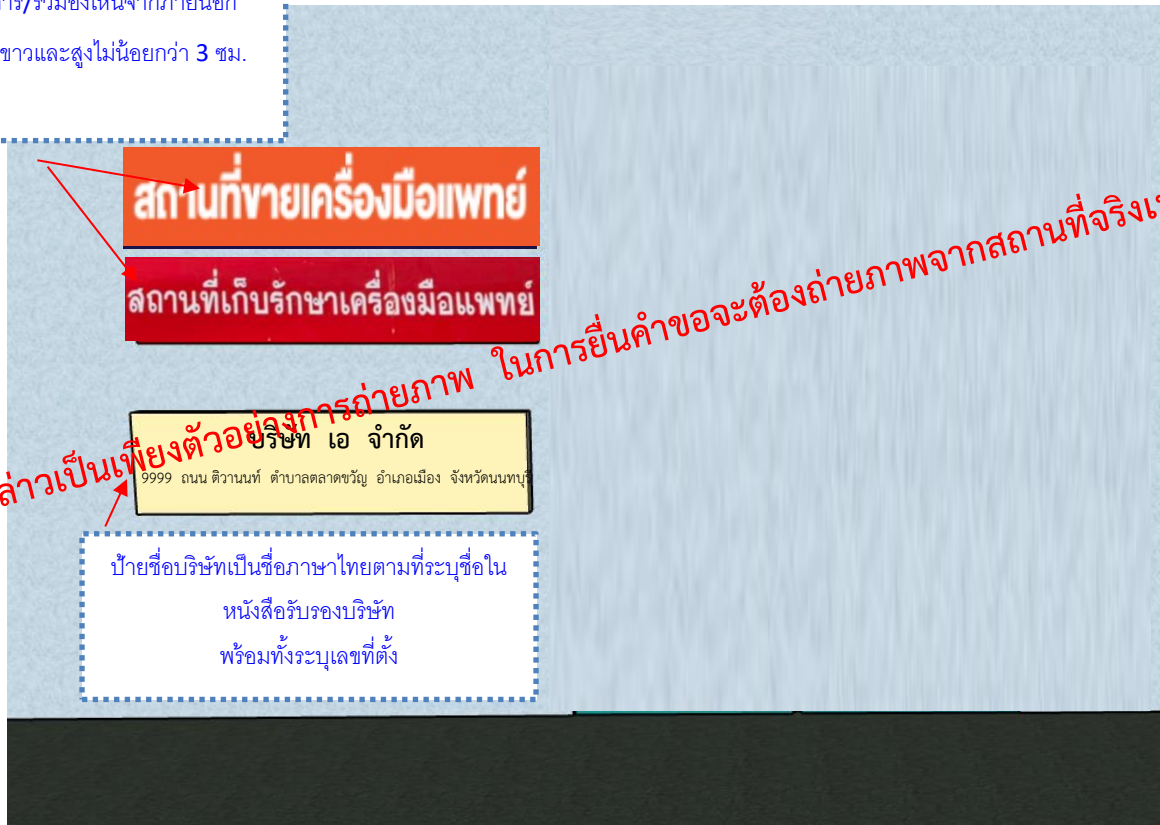 มองเห็นจากภายนอก
ขาวและสูงไม่น้อยกว่า 3 ซม.
สถานที่ขายเครื่องมือแพทย์
สถานที่เก็บรักษาเครื่องมือแพทย์
เป็นเพียงตัวอย่างการถ่ายภาพ ในการยื่นคำขอจะต้องถ่ายภาพจากสถานที่จริง
บริษัท เอ จำกัด
9999 ถนน ติวานนท์ ตำบลตลาดขวัญ อำเภอเมือง จังหวัดนนทบุรี
ป้ายชื่อบริษัทเป็นชื่อภาษาไทยตามที่ระบุชื่อใน
หนังสือรับรองบริษัท
พร้อมทั้งระบุเลขที่ตั้ง